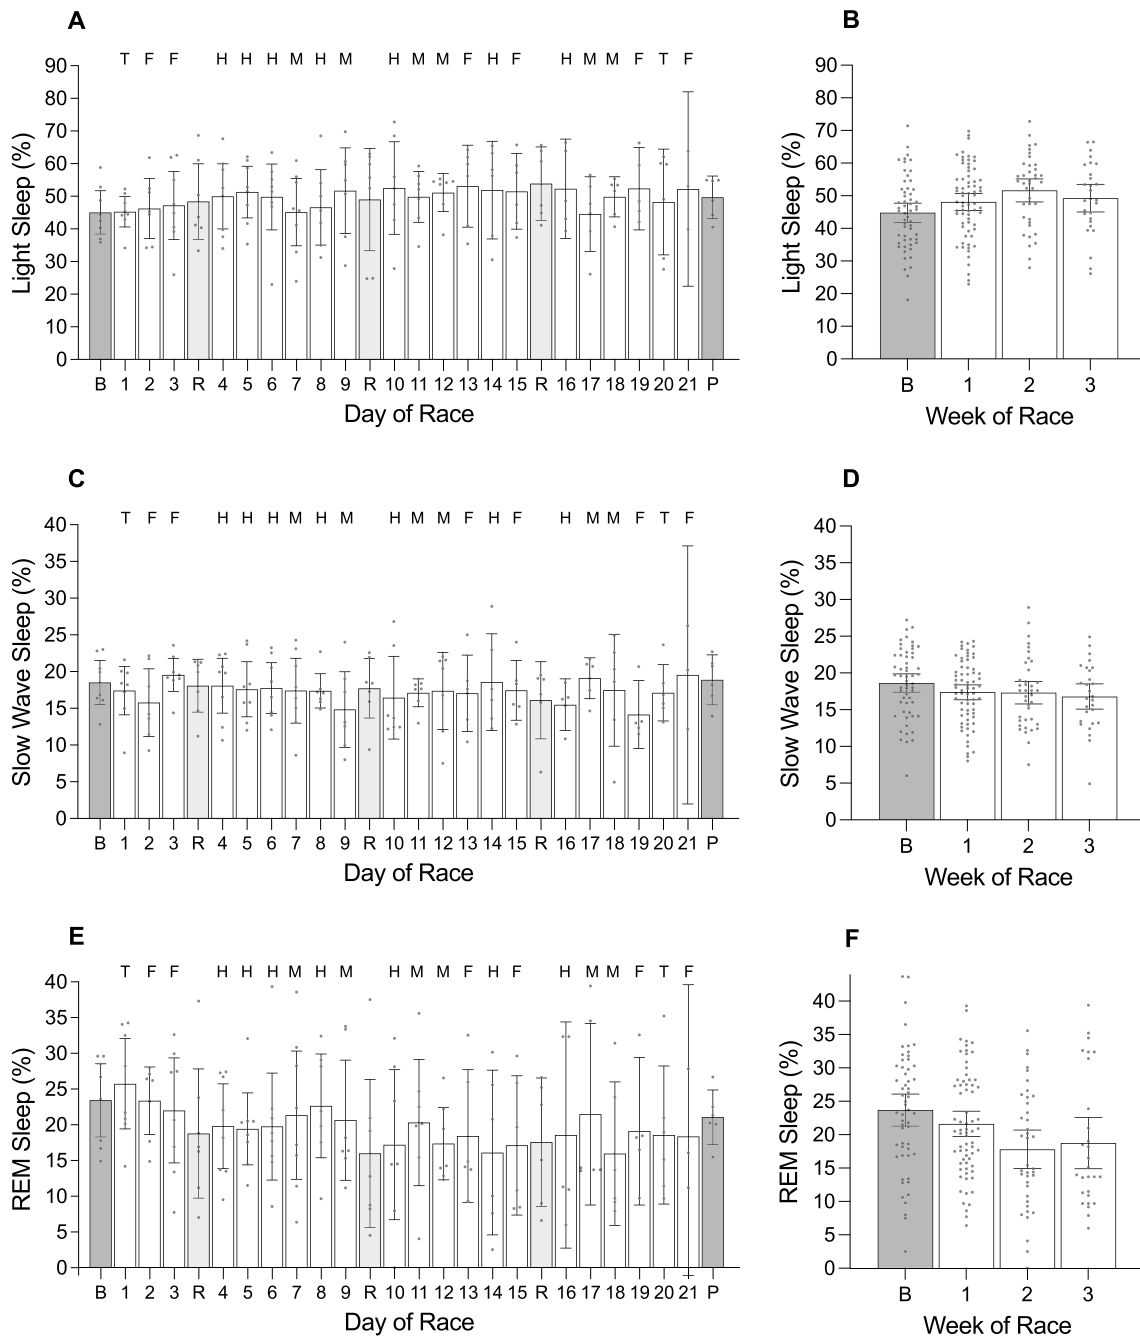 A
T F F H H H M H M H M M F H F H M M F T F
90
80
70
60
50
40
30
20
10
0
Light Sleep (%)
B 1 2 3 R 4 5 6 7 8 9 R 10 11 12 13 14 15 R 16 17 18 19 20 21 P
Day of Race
B
90
80
70
60
50
40
30
20
10
0
Light Sleep (%)
B 1 2 3
Week of Race
C
T F F H H H M H M H M M F H F H M M F T F
40
35
30
25
20
15
10
5
0
Slow Wave Sleep (%)
B 1 2 3 R 4 5 6 7 8 9 R 10 11 12 13 14 15 R 16 17 18 19 20 21 P
Day of Race
D
40
35
30
25
20
15
10
5
0
Slow Wave Sleep (%)
B 1 2 3
Week of Race
E
T F F H H H M H M H M M F H F H M M F T F
40
35
30
25
20
15
10
5
0
REM Sleep (%)
B 1 2 3 R 4 5 6 7 8 9 R 10 11 12 13 14 15 R 16 17 18 19 20 21 P
Day of Race
F
40
35
30
25
20
15
10
5
0
REM Sleep (%)
B 1 2 3
Week of Race